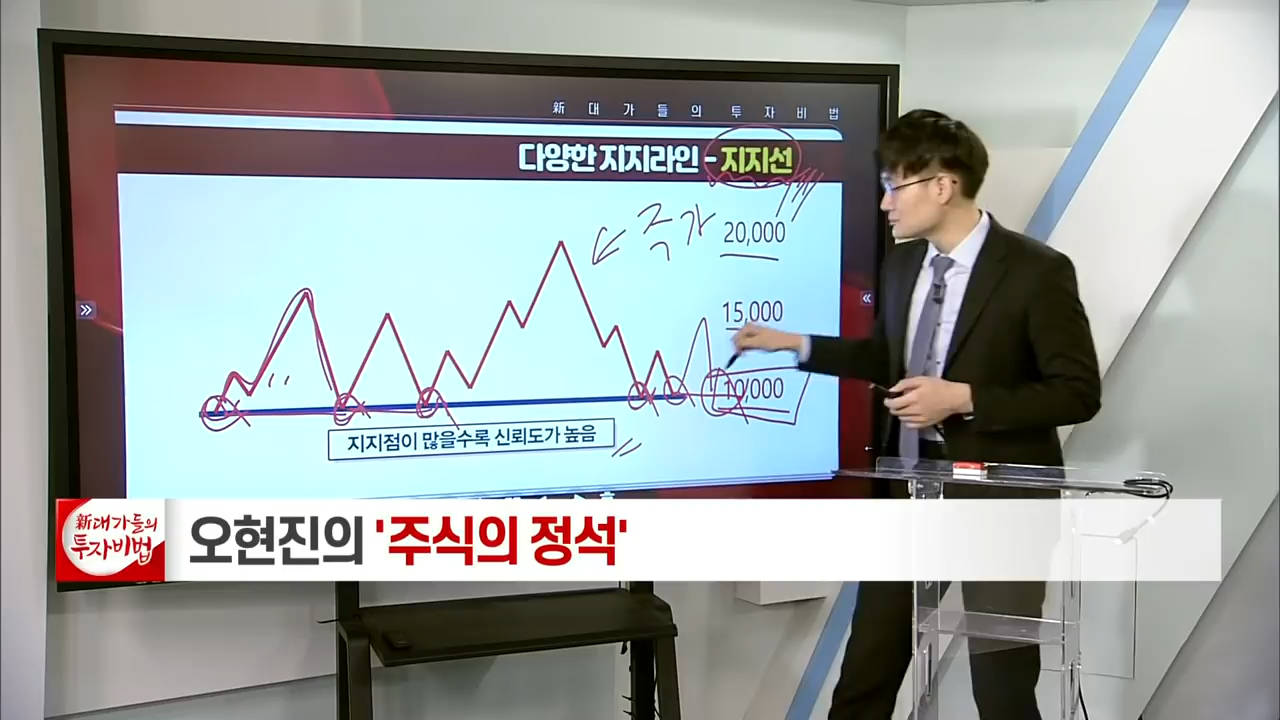 新 대 가 들 의 투 자 비 법
다양한 지지라인 - 지지선
주가
20,000
15,000
10,000
지지점이 많을수록 신뢰도가 높음
新대가들의
투자비법
오현진의 '주식의 정석'